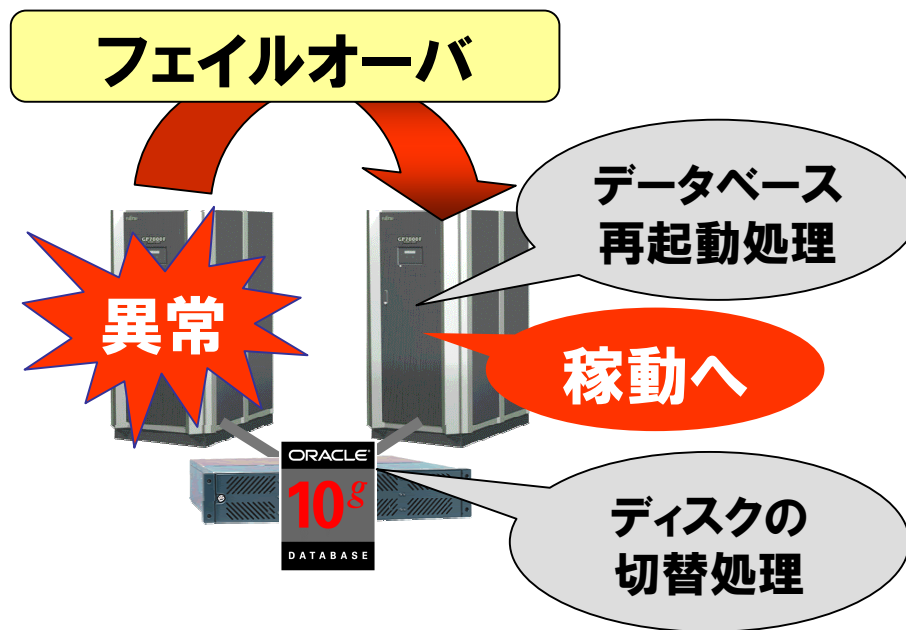 フェイルオーバ
データベース
再起動処理
異常
稼動へ
ORACLE
10g
DATABASE
ディスクの
切替処理